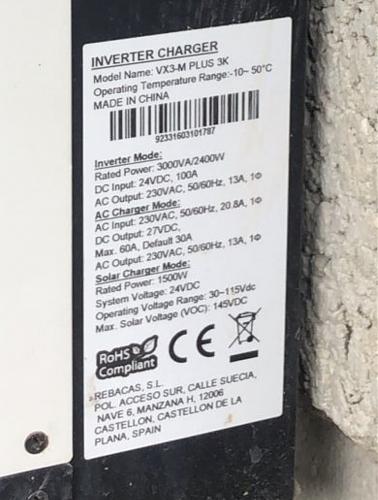 INVERTER CHARGER
Model Name: VX3-M PLUS 3K
Operating Temperature Range:-10~ 50°C
MADE IN CHINA
92331603101787
Inverter Mode:
Rated Power: 3000VA/2400W
DC Input: 24VDC, 100A
AC Output: 230VAC, 50/60Hz, 13A, 1Φ
AC Charger Mode:
AC Input: 230VAC, 50/60Hz, 20.8A, 1Φ
DC Output: 27VDC,
Max. 60A, Default 30A
AC Output: 230VAC, 50/60Hz, 13A, 1Φ
Solar Charger Mode:
Rated Power: 1500W
System Voltage: 24VDC
Operating Voltage Range: 30~115Vdc
Max. Solar Voltage (VOC): 145VDC
RoHS
Compliant
CE
REBACAS, S.L.
POL. ACCESO SUR, CALLE SUECIA,
NAVE 6, MANZANA H, 12006
CASTELLON, CASTELLON DE LA
PLANA, SPAIN